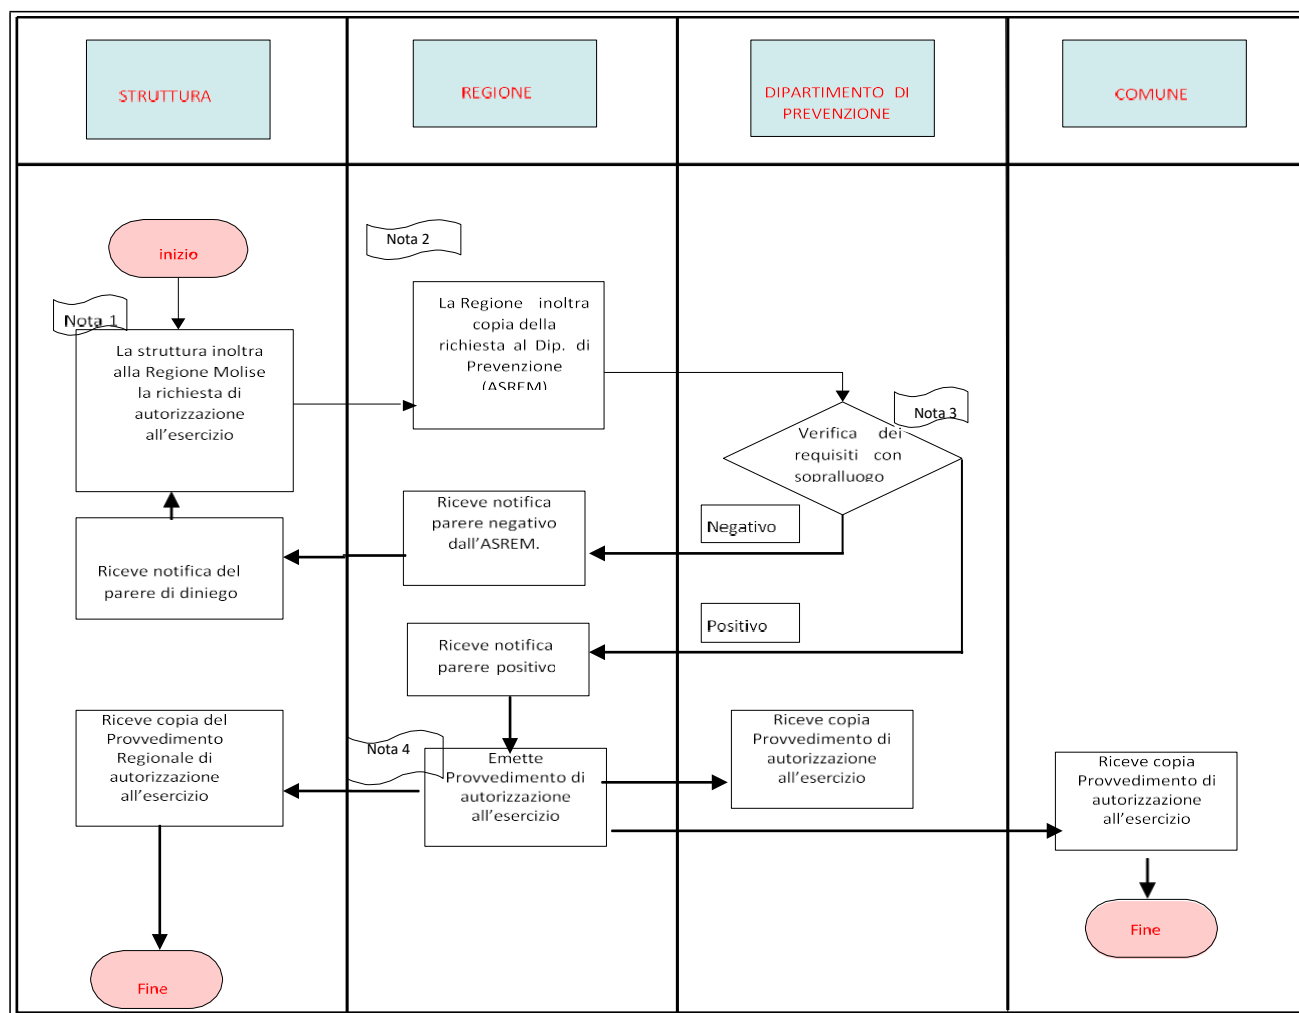 STRUTTURA
REGIONE
DIPARTIMENTO DI
PREVENZIONE
COMUNE
inizio
Nota 1
La struttura inoltra
alla Regione Molise
la richiesta di
autorizzazione
all’esercizio
Nota 2
La Regione inoltra
copia della
richiesta al Dip. di
Prevenzione
(ASREM)
Nota 3
Verifica dei
requisiti con
sopralluogo
Negativo
Riceve notifica
parere negativo
dall’ASREM.
Riceve notifica del
parere di diniego
Positivo
Riceve notifica
parere positivo
Nota 4
Emette
Provvedimento di
autorizzazione
all’esercizio
Riceve copia del
Provvedimento
Regionale di
autorizzazione
all’esercizio
Riceve copia
Provvedimento di
autorizzazione
all’esercizio
Riceve copia
Provvedimento di
autorizzazione
all’esercizio
Fine
Fine